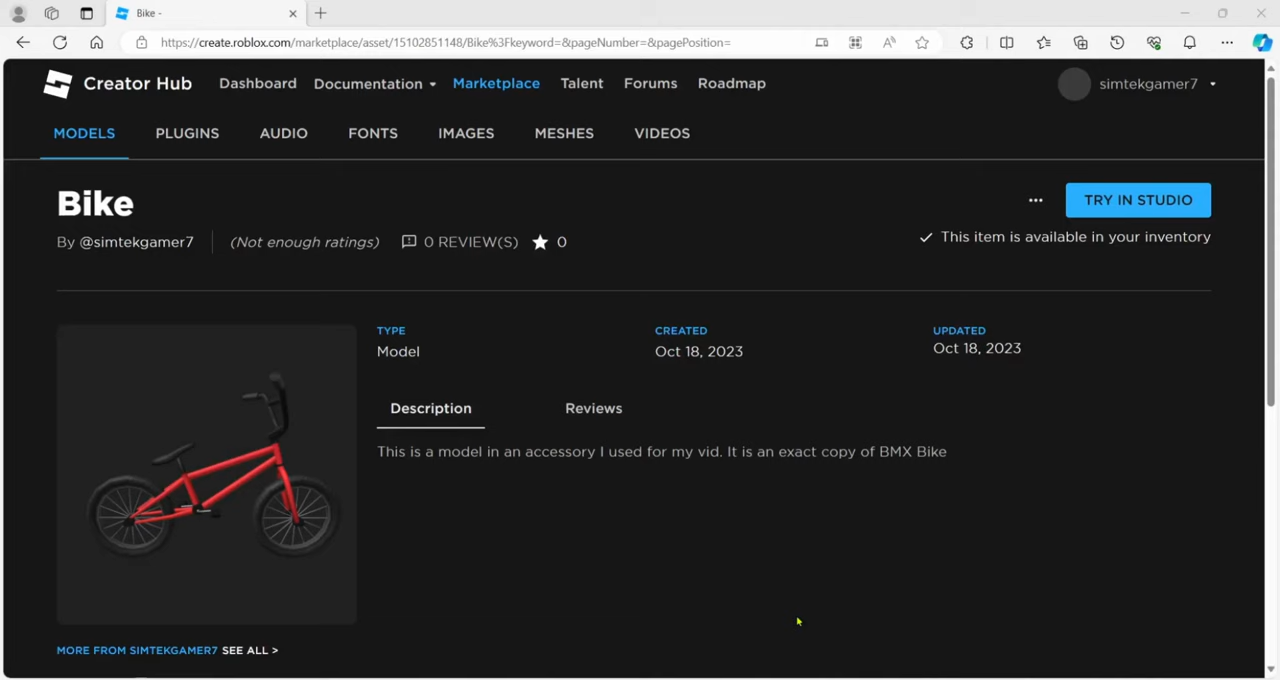 Bike -
https://create.roblox.com/marketplace/asset/15102851148/Bike%3Fkeyword=&pageNumber=&pagePosition=
Creator Hub Dashboard Documentation Marketplace Talent Forums Roadmap simtekgamer7
MODELS PLUGINS AUDIO FONTS IMAGES MESHES VIDEOS
Bike
TRY IN STUDIO
By @simtekgamer7 (Not enough ratings) 0 REVIEW(S) 0
This item is available in your inventory
TYPE CREATED UPDATED
Model Oct 18, 2023 Oct 18, 2023
Description Reviews
This is a model in an accessory I used for my vid. It is an exact copy of BMX Bike
MORE FROM SIMTEKGAMER7 SEE ALL >